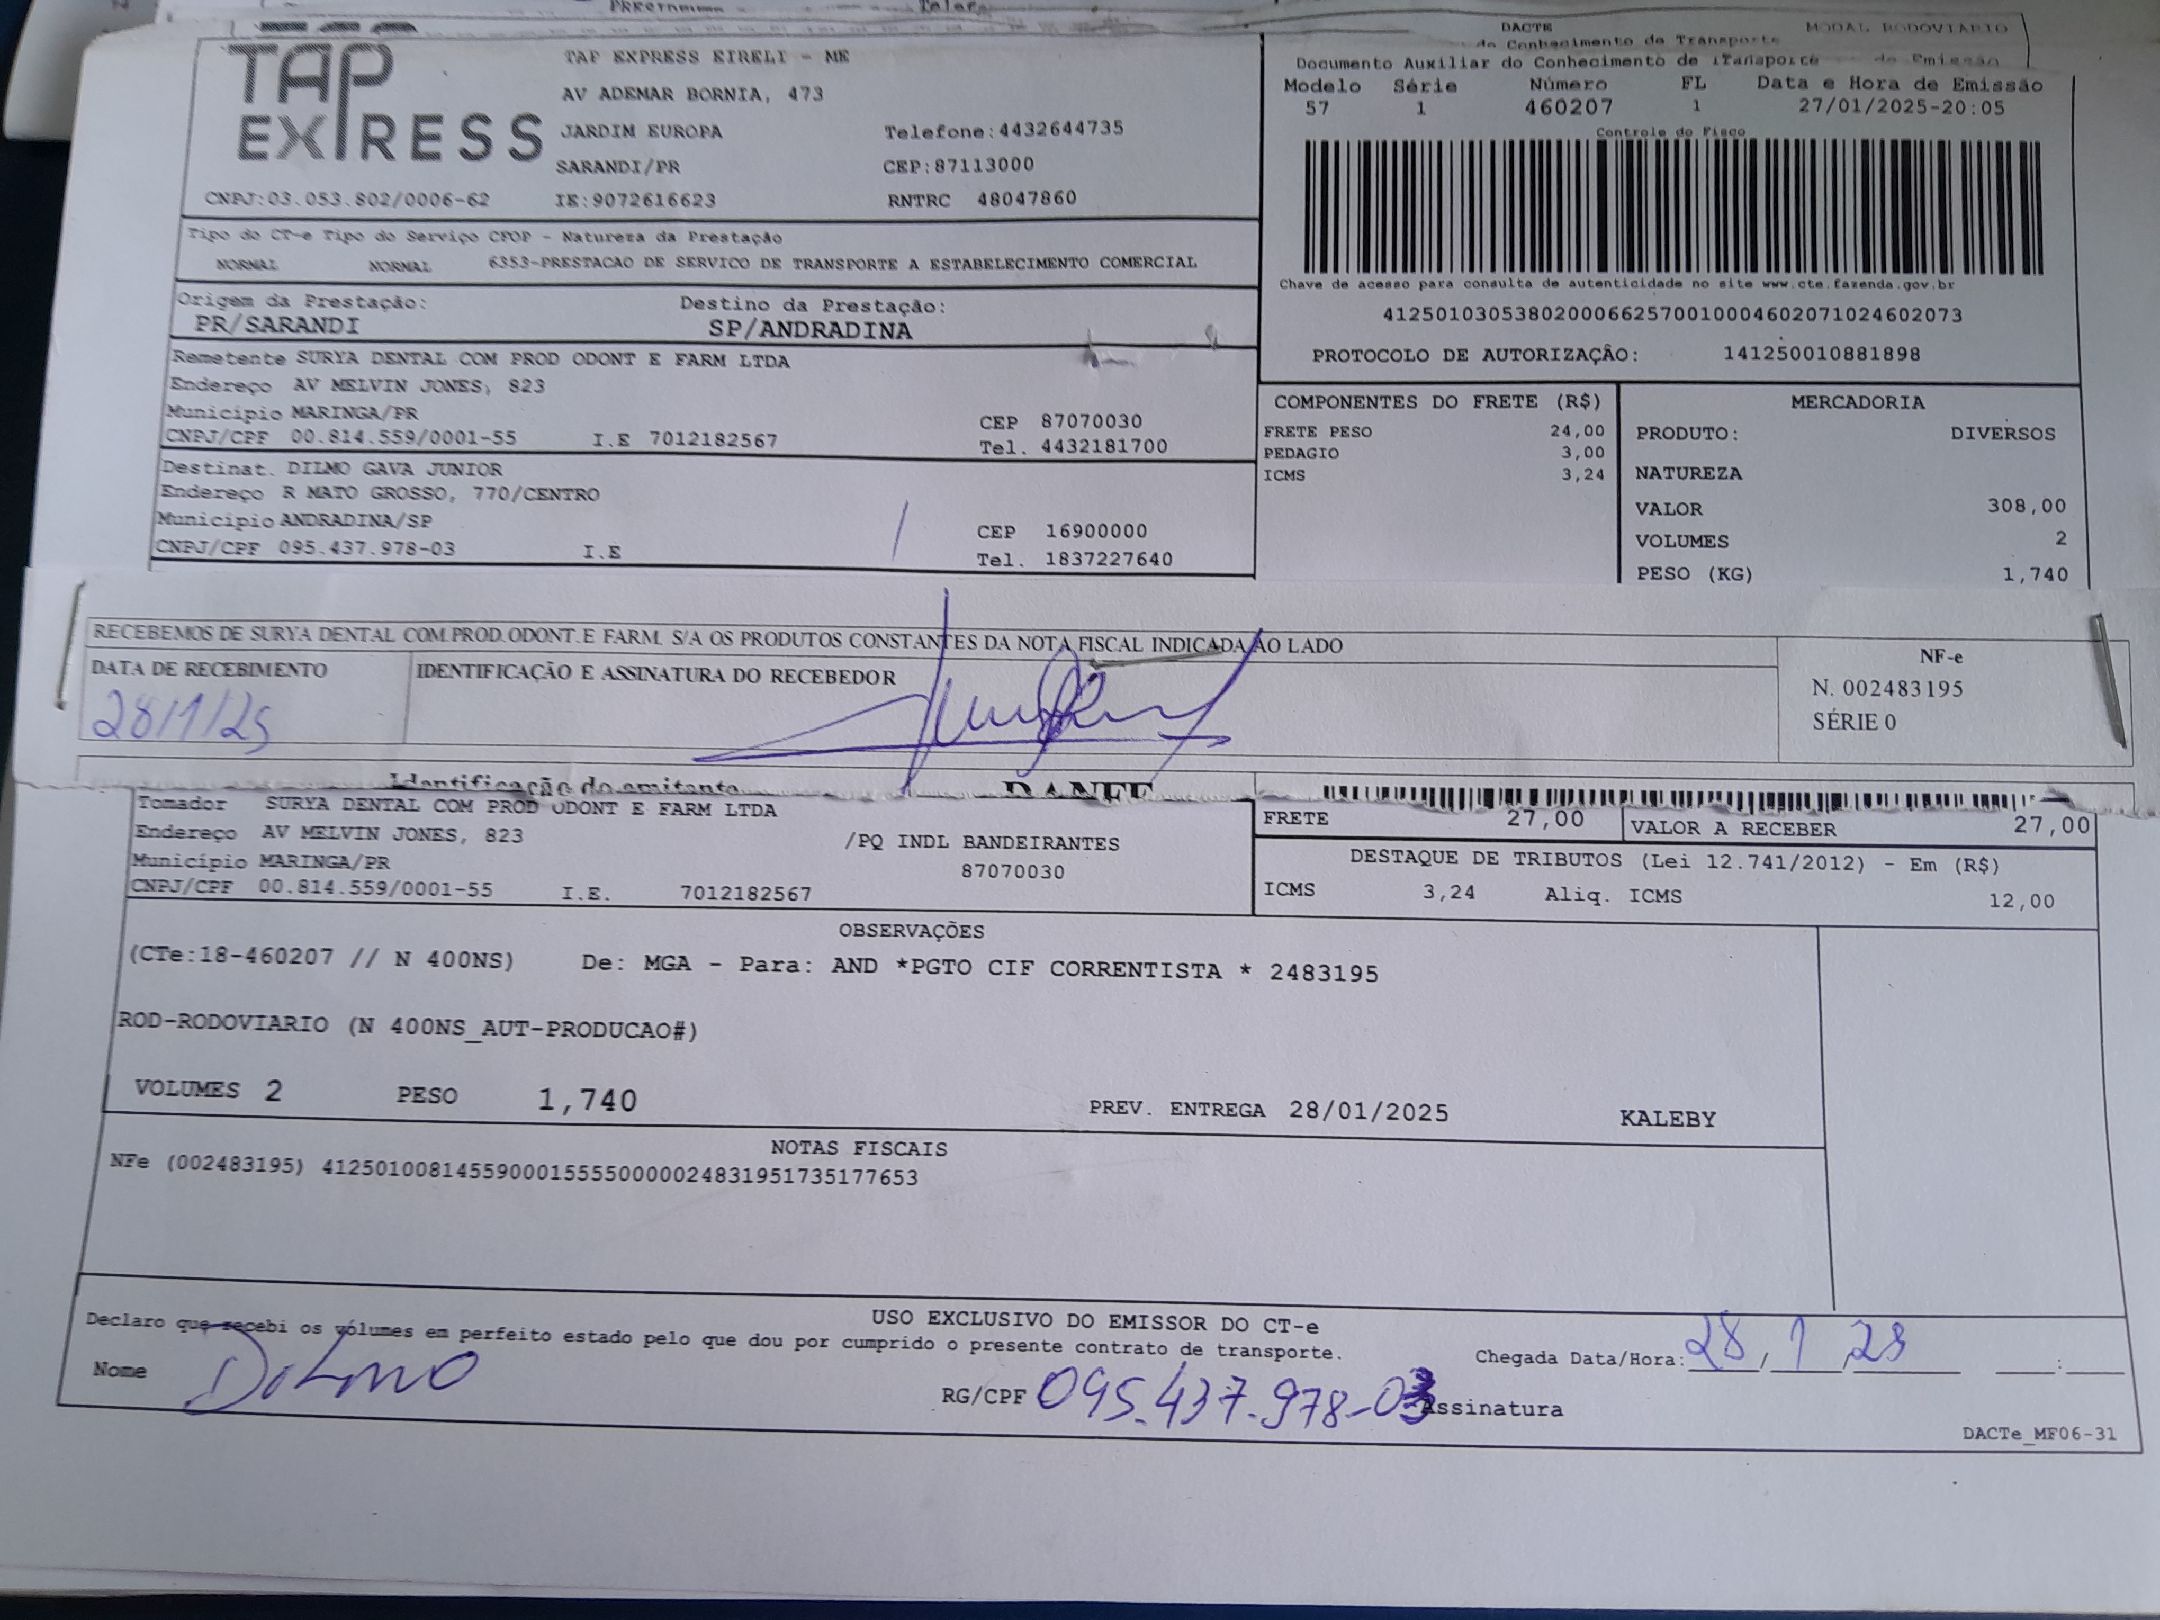 TAP EXPRESS
TAP EXPRESS EIRELI - ME
AV ADEMAR BORNIA, 473
JARDIM EUROPA Telefone:4432644735
SARANDI/PR CEP:87113000
CNPJ:03.053.802/0006-62 IE:9072616623 RNTRC 48047860
DACTE MODAL RODOVIARIO
do Conhecimento de Transporte
Documento Auxiliar do Conhecimento de Transporte de Emissão
Modelo Série Número FL Data e Hora de Emissão
57 1 460207 1 27/01/2025-20:05
Controle do Fisco
Chave de acesso para consulta de autenticidade no site www.cte.fazenda.gov.br
41250103053802000662570010004602071024602073
PROTOCOLO DE AUTORIZAÇÃO: 141250010881898
Tipo do CT-e Tipo do Serviço CFOP - Natureza da Prestação
NORMAL NORMAL 6353-PRESTACAO DE SERVICO DE TRANSPORTE A ESTABELECIMENTO COMERCIAL
Origem da Prestação: Destino da Prestação:
PR/SARANDI SP/ANDRADINA
Remetente SURYA DENTAL COM PROD ODONT E FARM LTDA
Endereço AV MELVIN JONES, 823
Município MARINGA/PR CEP 87070030
CNPJ/CPF 00.814.559/0001-55 I.E 7012182567 Tel. 4432181700
Destinat. DILMO GAVA JUNIOR
Endereço R MATO GROSSO, 770/CENTRO
Município ANDRADINA/SP CEP 16900000
CNPJ/CPF 095.437.978-03 I.E Tel. 1837227640
COMPONENTES DO FRETE (R$)
FRETE PESO 24,00
PEDAGIO 3,00
ICMS 3,24
MERCADORIA
PRODUTO: DIVERSOS
NATUREZA
VALOR 308,00
VOLUMES 2
PESO (KG) 1,740
RECEBEMOS DE SURYA DENTAL COM.PROD.ODONT.E FARM. S/A OS PRODUTOS CONSTANTES DA NOTA FISCAL INDICADA AO LADO
DATA DE RECEBIMENTO IDENTIFICAÇÃO E ASSINATURA DO RECEBEDOR
28/1/25
NF-e
N. 002483195
SÉRIE 0
Identificação do emitente DANFE
Tomador SURYA DENTAL COM PROD ODONT E FARM LTDA
Endereço AV MELVIN JONES, 823 /PQ INDL BANDEIRANTES
Município MARINGA/PR 87070030
CNPJ/CPF 00.814.559/0001-55 I.E. 7012182567
FRETE 27,00 VALOR A RECEBER 27,00
DESTAQUE DE TRIBUTOS (Lei 12.741/2012) - Em (R$)
ICMS 3,24 Aliq. ICMS 12,00
OBSERVAÇÕES
(CTe:18-460207 // N 400NS) De: MGA - Para: AND *PGTO CIF CORRENTISTA * 2483195
ROD-RODOVIARIO (N 400NS_AUT-PRODUCAO#)
VOLUMES 2 PESO 1,740 PREV. ENTREGA 28/01/2025 KALEBY
NOTAS FISCAIS
NFe (002483195) 41250100814559000155550000024831951735177653
USO EXCLUSIVO DO EMISSOR DO CT-e
Declaro que recebi os vólumes em perfeito estado pelo que dou por cumprido o presente contrato de transporte.
Chegada Data/Hora: 28/1/25 :
Nome Dilmo RG/CPF 095.437.978-03 Assinatura
DACTe_MF06-31